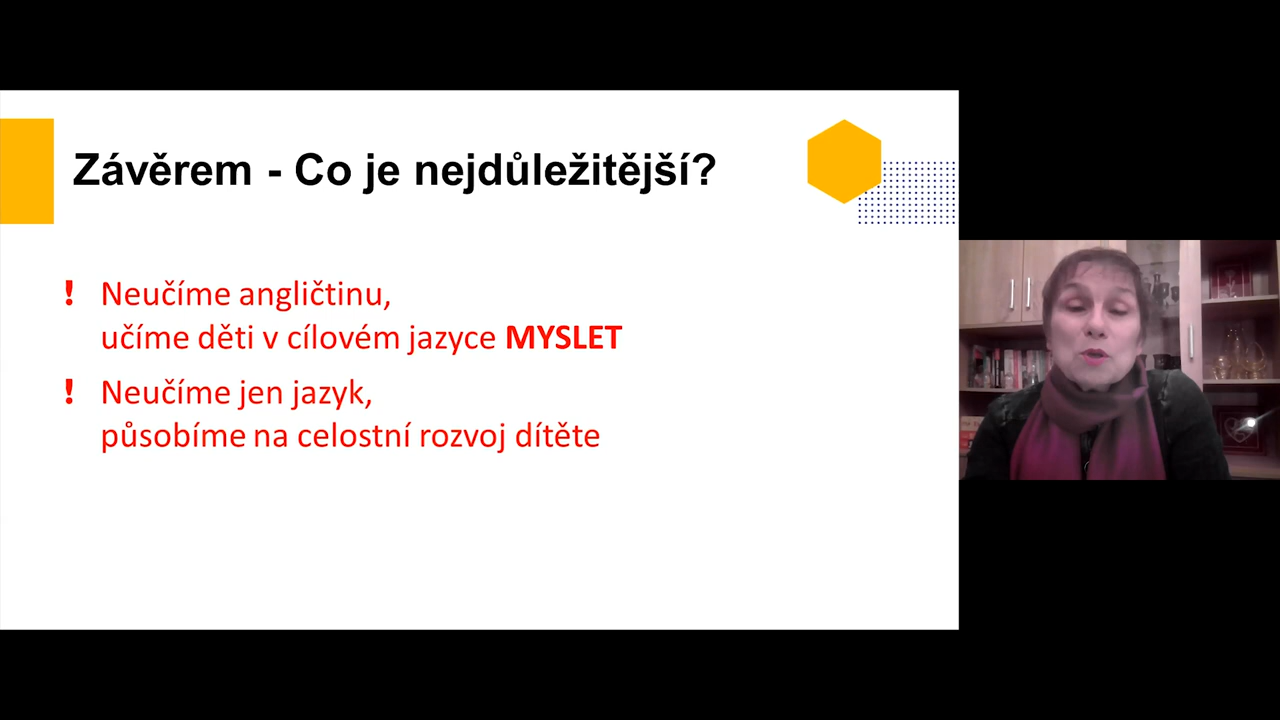 Závěrem - Co je nejdůležitější?
! Neučíme angličtinu,
učíme děti v cílovém jazyce MYSLET
! Neučíme jen jazyk,
působíme na celostní rozvoj dítěte